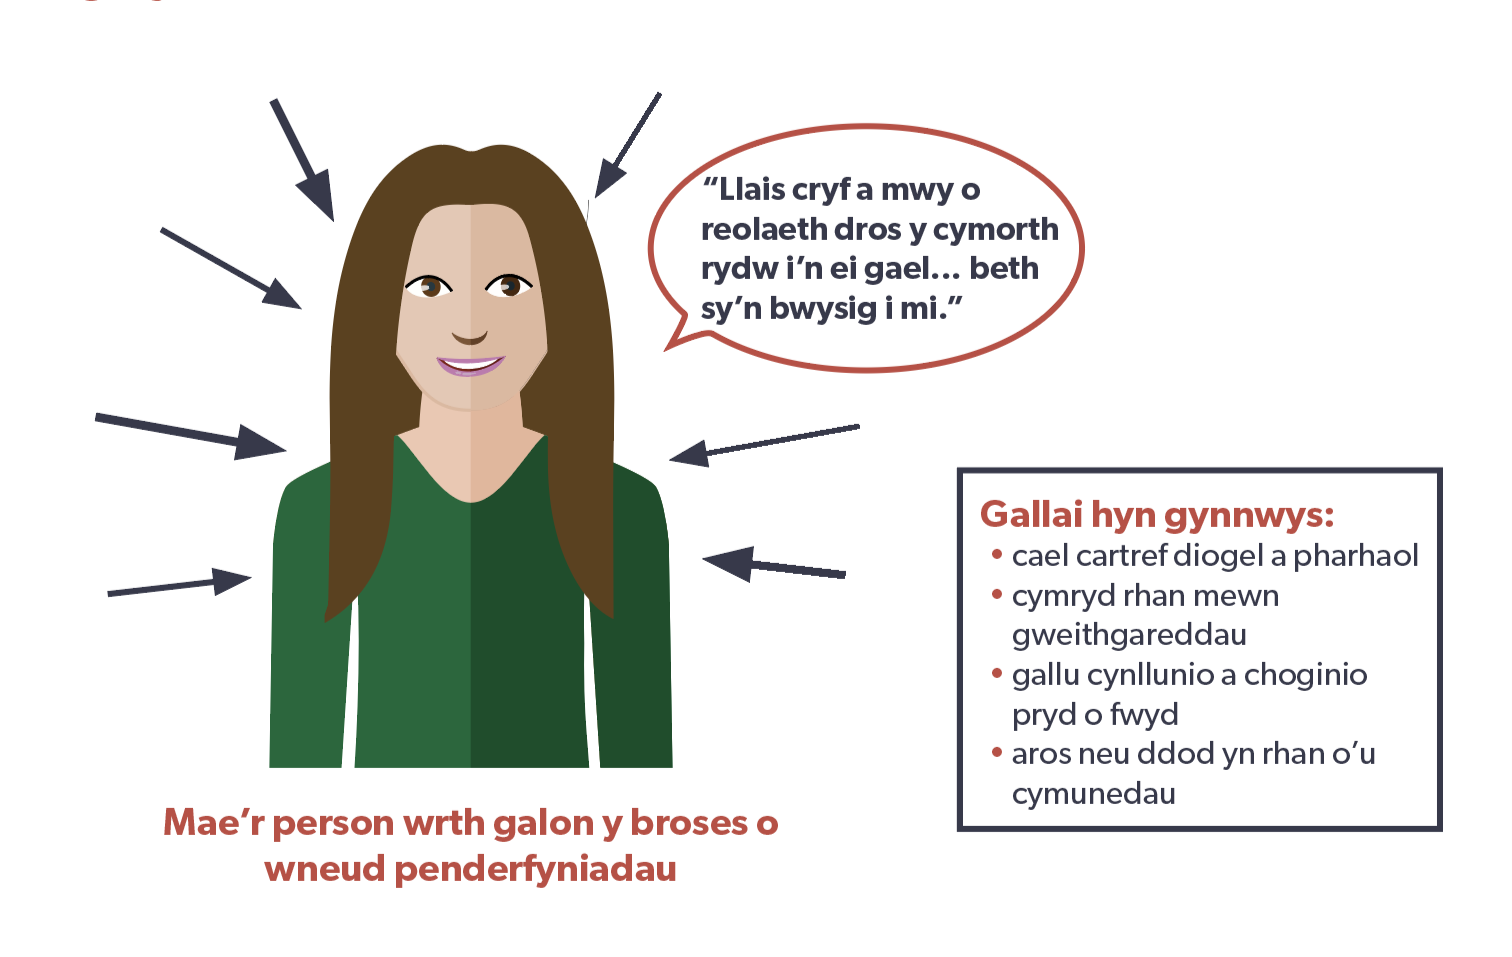 “Llais cryf a mwy o
reolaeth dros y cymorth
rydw i’n ei gael... beth
sy’n bwysig i mi.”
Gallai hyn gynnwys:
• cael cartref diogel a pharhaol
• cymryd rhan mewn
gweithgareddau
• gallu cynllunio a choginio
pryd o fwyd
• aros neu ddod yn rhan o’u
cymunedau
Mae’r person wrth galon y broses o
wneud penderfyniadau